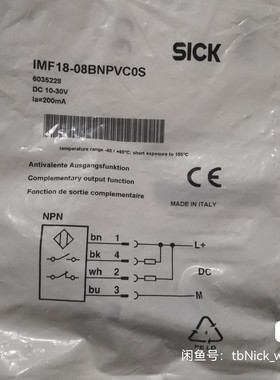 SICK
IMF18-08BNPVC0S
6035228
DC 10-30V
Ia=200mA
temperature range -40 / +80°C; short exposure to 100°C
Antivalente Ausgangsfunktion
Complementary output function
Fonction de sortie complementaire
CE
MADE IN ITALY
NPN
bn 1
L+
bk 4
wh 2
DC
bu 3
M
PE-LD
闲鱼号: tbNick_w